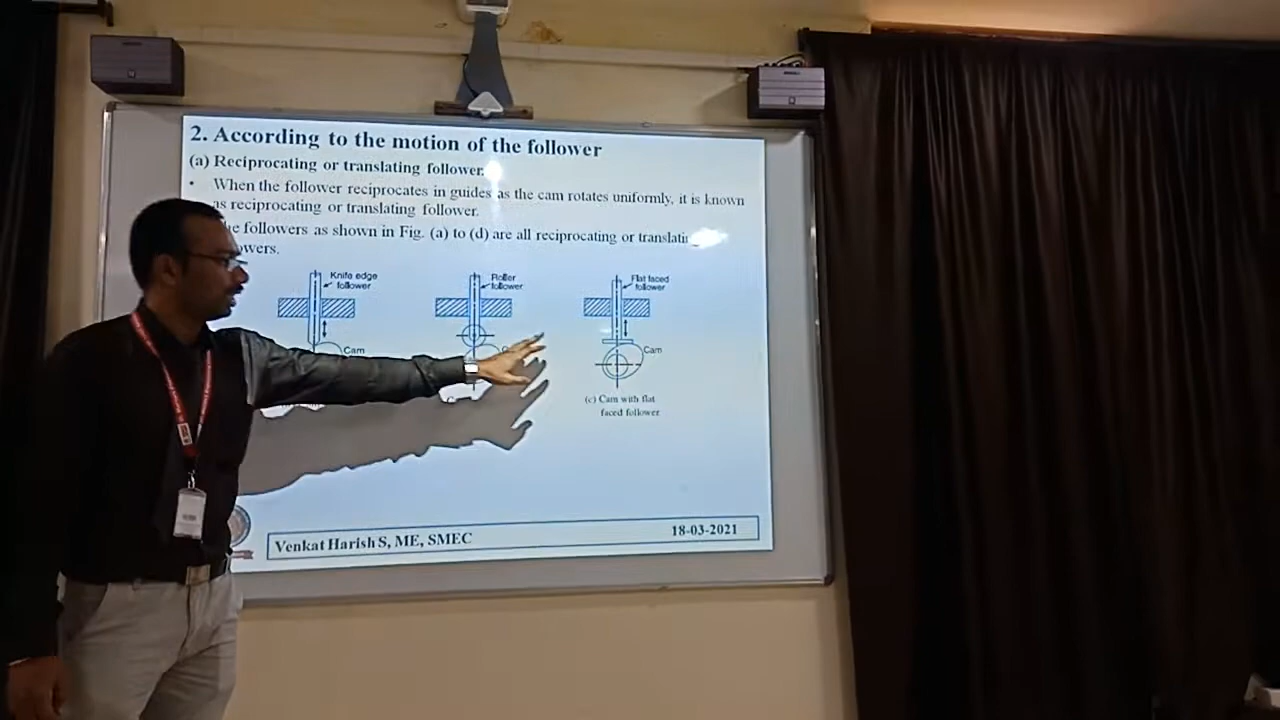 2. According to the motion of the follower
(a) Reciprocating or translating follower.
• When the follower reciprocates in guides as the cam rotates uniformly, it is known
as reciprocating or translating follower.
followers as shown in Fig. (a) to (d) are all reciprocating or
Knife edge
follower
Roller
follower
Flat faced
follower
Cam
Cam
(c) Cam with flat
faced follower
Venkat Harish S, ME, SMEC
18-03-2021